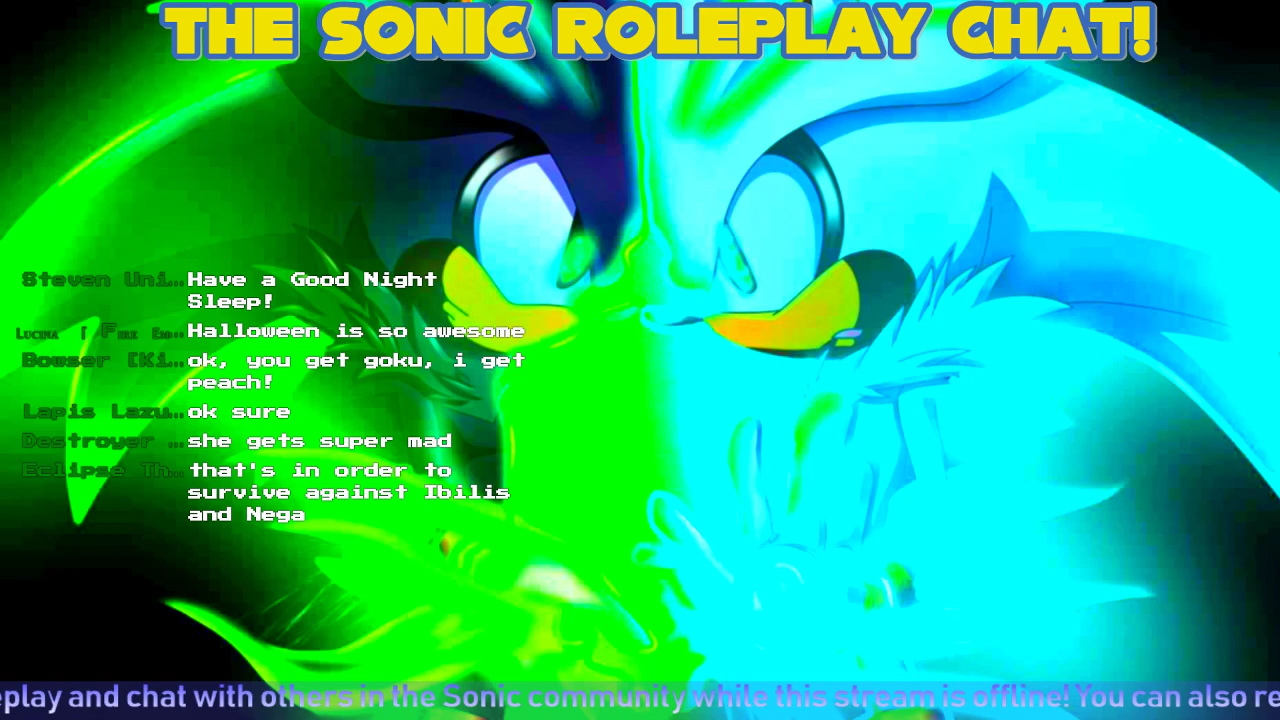 THE SONIC ROLEPLAY CHAT!
Steven Uni... Have a Good Night
Sleep!
Lucina | Fire Em... Halloween is so awesome
Bowser [Ki... ok, you get goku, i get
peach!
Lapis Lazu... ok sure
Destroyer ... she gets super mad
Eclipse Th... that's in order to
survive against Ibilis
and Nega
eplay and chat with others in the Sonic community while this stream is offline! You can also re